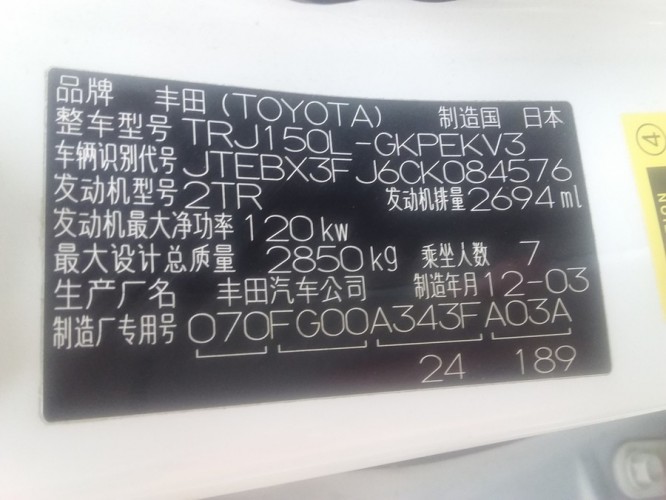 品牌 丰田(TOYOTA) 制造国 日本
整车型号 TRJ150L-GKPEKV3
车辆识别代号 JTEBX3FJ6CK084576
发动机型号 2TR 发动机排量 2694 ml
发动机最大净功率 120 kw
最大设计总质量 2850 kg 乘坐人数 7
生产厂名 丰田汽车公司 制造年月 12-03
制造厂专用号 070FG00A343FA03A
24 189
④